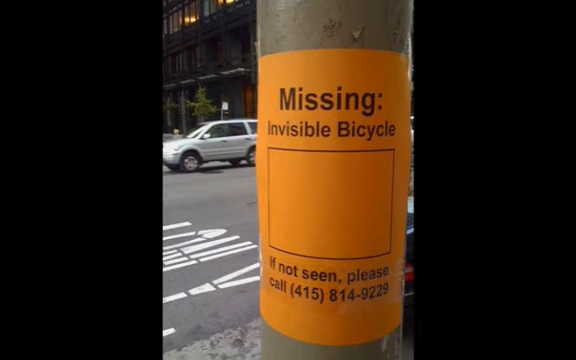 Missing:
Invisible Bicycle
If not seen, please
call (415) 814-9229